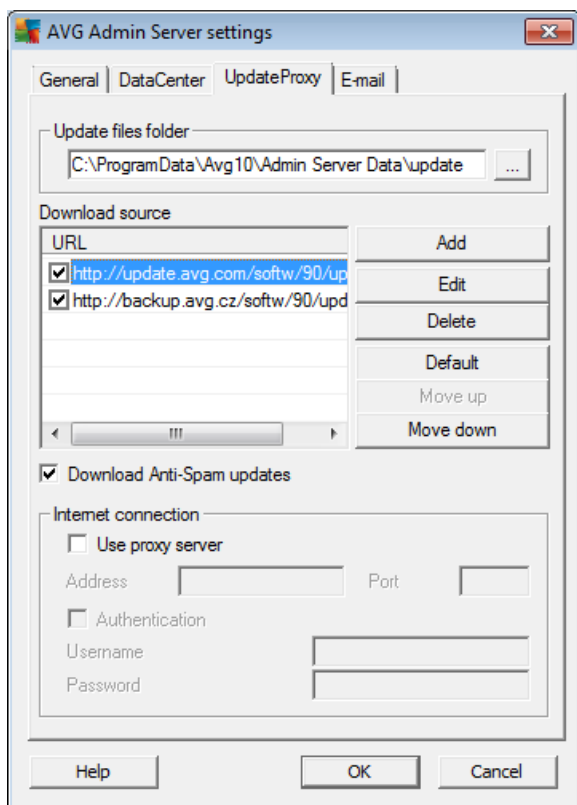 AVG Admin Server settings
General DataCenter UpdateProxy E-mail
Update files folder
C:\ProgramData\Avg10\Admin Server Data\update ...
Download source
URL
http://update.avg.com/softw/90/up
http://backup.avg.cz/softw/90/upd
Add
Edit
Delete
Default
Move up
Move down
Download Anti-Spam updates
Internet connection
Use proxy server
Address Port
Authentication
Username
Password
Help OK Cancel